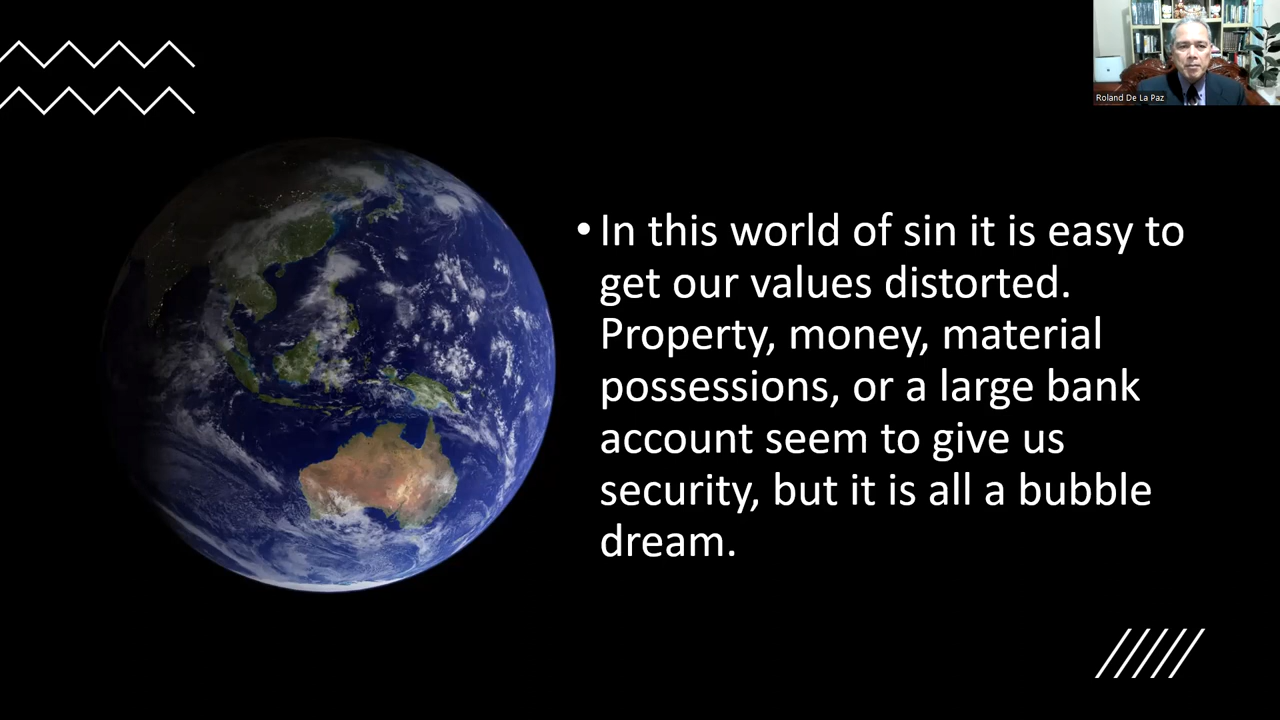 Roland De La Paz
• In this world of sin it is easy to
get our values distorted.
Property, money, material
possessions, or a large bank
account seem to give us
security, but it is all a bubble
dream.